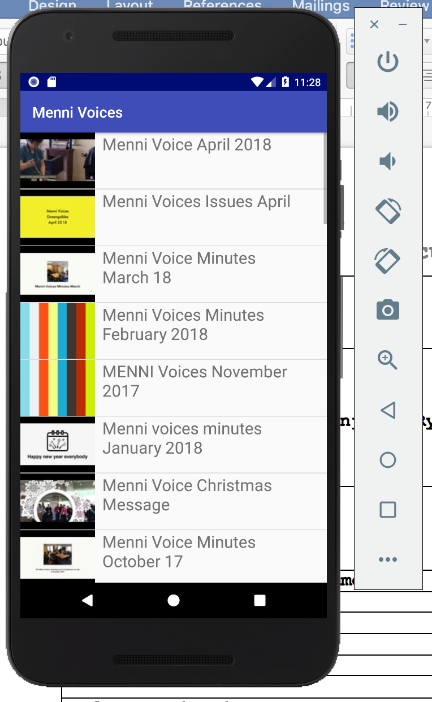 Design Layout References Mailings Review
11:28
Menni Voices
Menni Voice April 2018
Menni Voices
April 2018
Menni Voices Issues April
Menni Voice Minutes
March 18
Menni Voices Minutes March
Menni Voices Minutes
February 2018
MENNI Voices November
2017
Menni voices minutes
January 2018
Happy new year everybody
Menni Voice Christmas
Message
Menni Voice Minutes
October 17